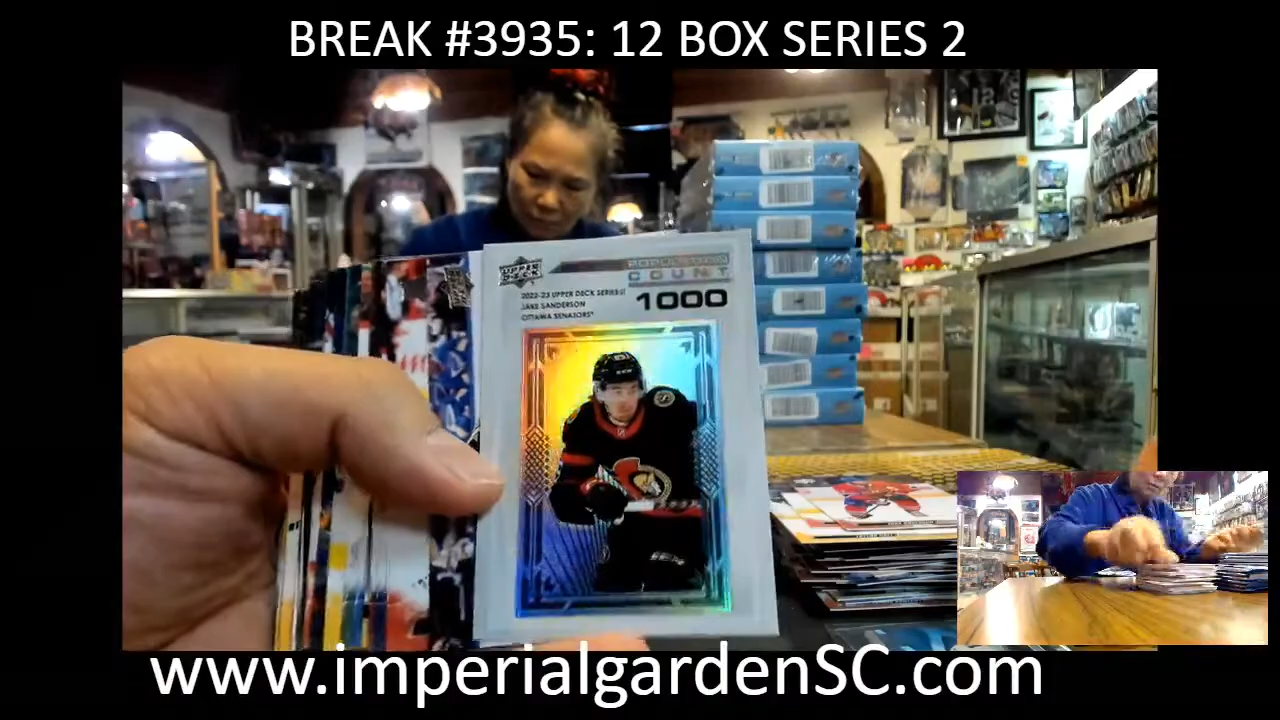 BREAK #3935: 12 BOX SERIES 2
UPPER DECK
POPULATION COUNT
1000
2022-23 UPPER DECK SERIES II
JAKE SANDERSON
OTTAWA SENATORS
www.imperialgardenSC.com